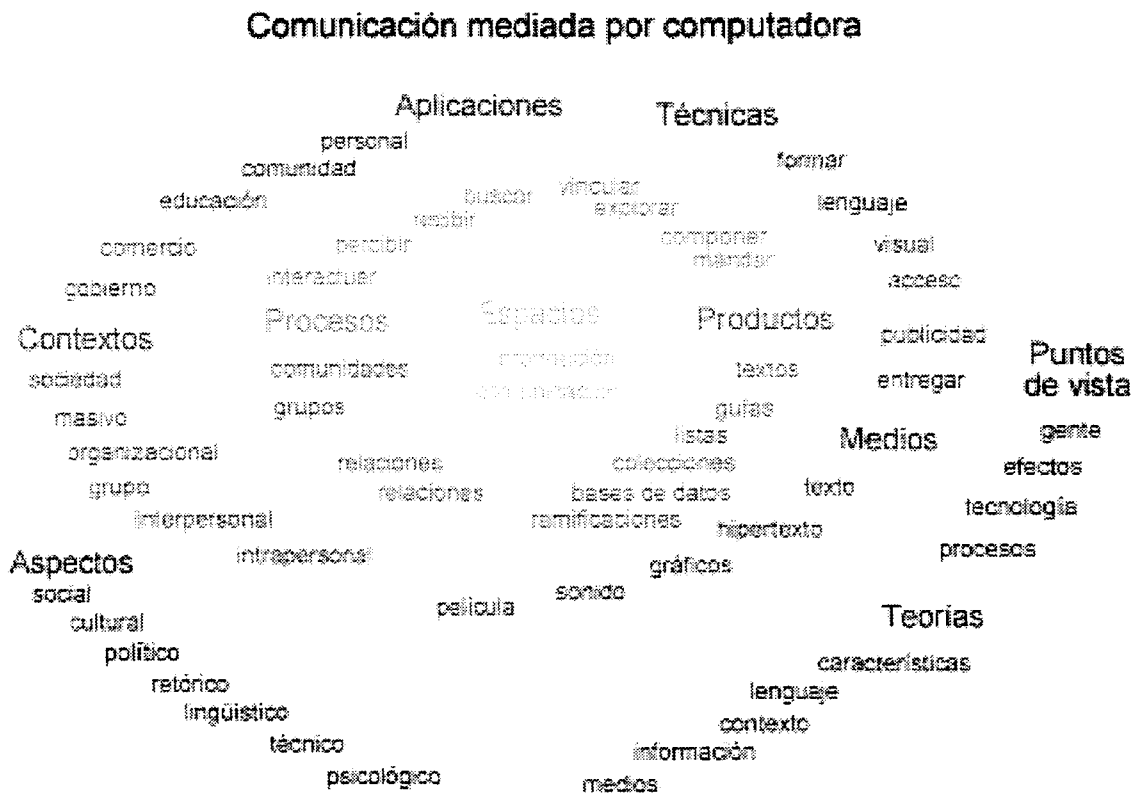 Comunicación mediada por computadora
Aplicaciones
personal
comunidad
educación
comercio
gobierno
Técnicas
formar
lenguaje
visual
acceso
publicidad
entregar
buscar
recibir
percibir
interactuar
vincular
explorar
componer
mandar
Contextos
sociedad
masivo
organizacional
grupo
interpersonal
intrapersonal
Procesos
comunidades
grupos
relaciones
relaciones
Espacios
Productos
textos
guías
listas
colecciones
bases de datos
ramificaciones
Medios
texto
hipertexto
gráficos
sonido
película
Puntos
de vista
gente
efectos
tecnología
procesos
Aspectos
social
cultural
político
retórico
lingüístico
técnico
psicológico
Teorías
características
lenguaje
contexto
información
medios